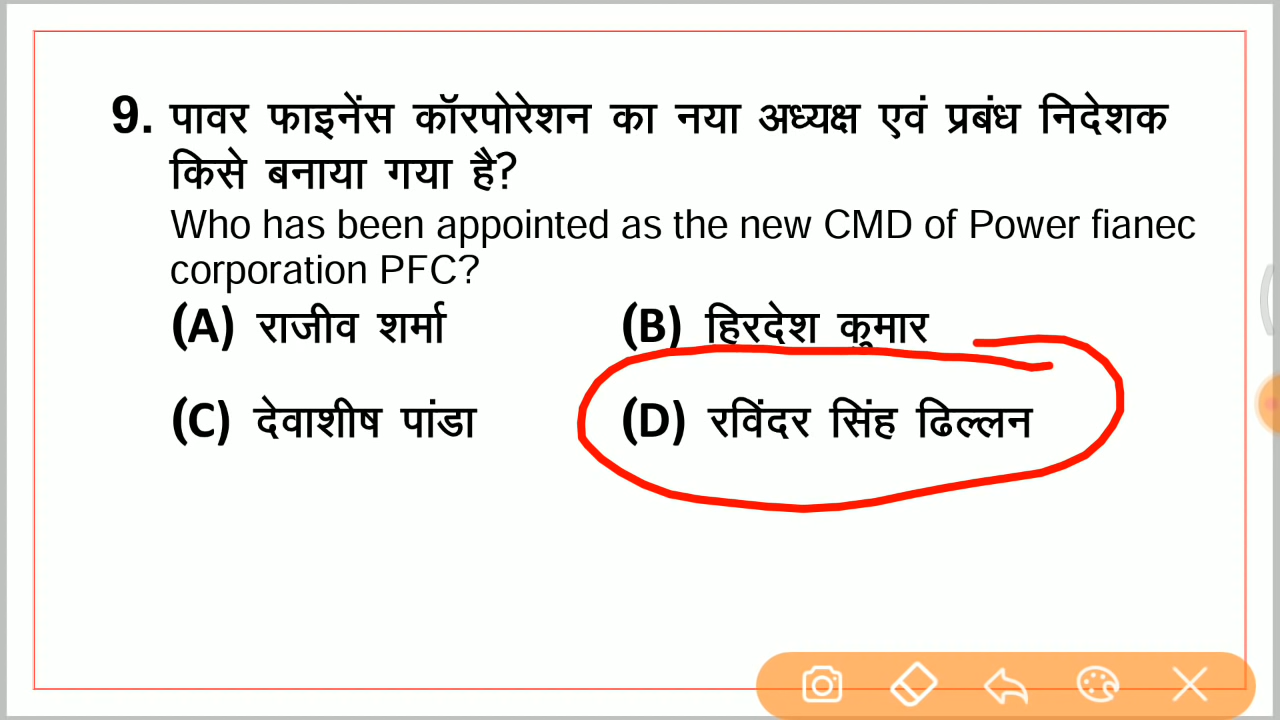 9. पावर फाइनेंस कॉरपोरेशन का नया अध्यक्ष एवं प्रबंध निदेशक
किसे बनाया गया है?
Who has been appointed as the new CMD of Power fianec
corporation PFC?
(A) राजीव शर्मा (B) हिरदेश कुमार
(C) देवाशीष पांडा (D) रविंदर सिंह ढिल्लन